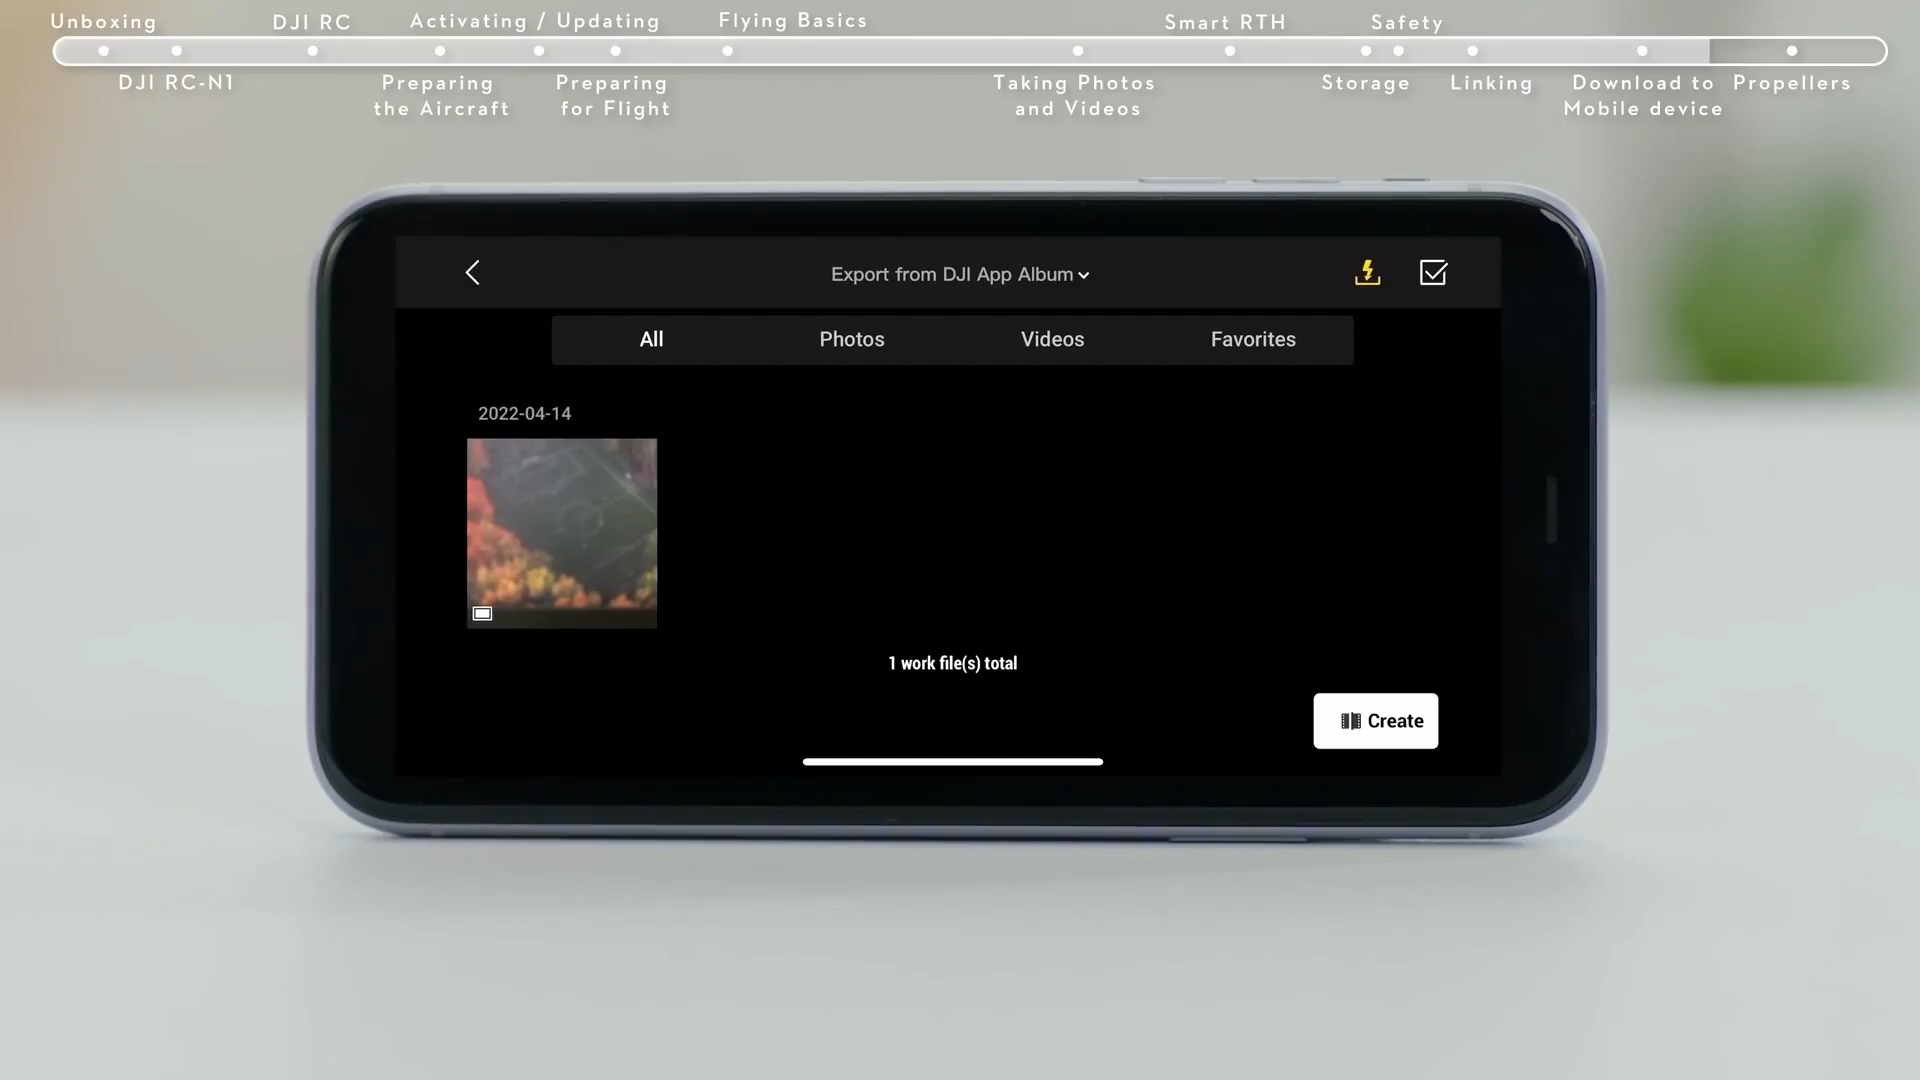 Unboxing
DJI RC
Activating / Updating
Flying Basics
Smart RTH
Safety
DJI RC-N1
Preparing
the Aircraft
Preparing
for Flight
Taking Photos
and Videos
Storage
Linking
Download to
Mobile device
Propellers
Export from DJI App Album
All
Photos
Videos
Favorites
2022-04-14
1 work file(s) total
Create